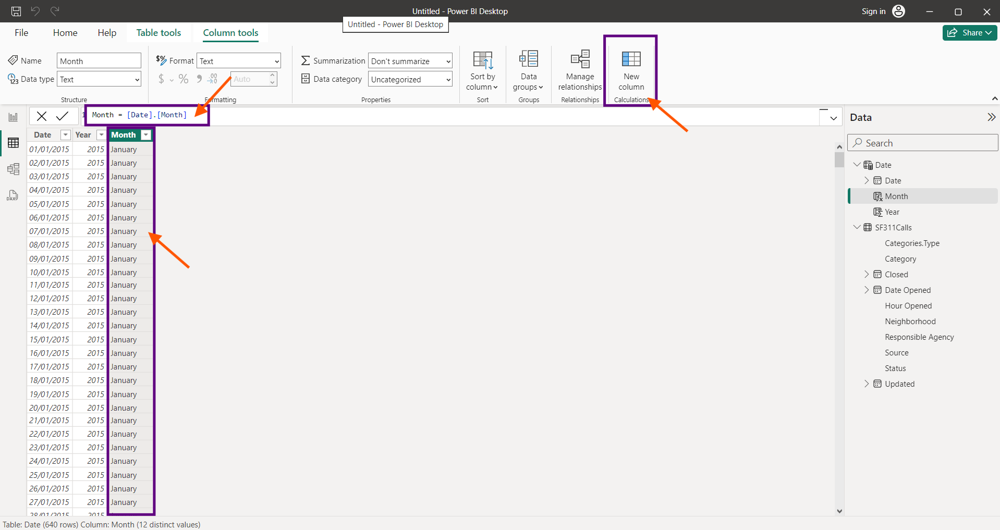 Untitled - Power BI Desktop
Sign in
Untitled - Power BI Desktop
File
Home
Help
Table tools
Column tools
Share
Name
Month
Data type
Text
Structure
Format
Text
$
%
Auto
Formatting
Summarization
Don't summarize
Data category
Uncategorized
Properties
Sort by
column
Sort
Data
groups
Groups
Manage
relationships
Relationships
New
column
Calculations
1
Month = [Date].[Month]
Date
Year
Month
01/01/2015 2015 January
02/01/2015 2015 January
03/01/2015 2015 January
04/01/2015 2015 January
05/01/2015 2015 January
06/01/2015 2015 January
07/01/2015 2015 January
08/01/2015 2015 January
09/01/2015 2015 January
10/01/2015 2015 January
11/01/2015 2015 January
12/01/2015 2015 January
13/01/2015 2015 January
14/01/2015 2015 January
15/01/2015 2015 January
16/01/2015 2015 January
17/01/2015 2015 January
18/01/2015 2015 January
19/01/2015 2015 January
20/01/2015 2015 January
21/01/2015 2015 January
22/01/2015 2015 January
23/01/2015 2015 January
24/01/2015 2015 January
25/01/2015 2015 January
26/01/2015 2015 January
27/01/2015 2015 January
28/01/2015 2015
Data
Search
Date
Date
Month
Year
SF311Calls
Categories.Type
Category
Closed
Date Opened
Hour Opened
Neighborhood
Responsible Agency
Source
Status
Updated
DAX
Table: Date (640 rows) Column: Month (12 distinct values)